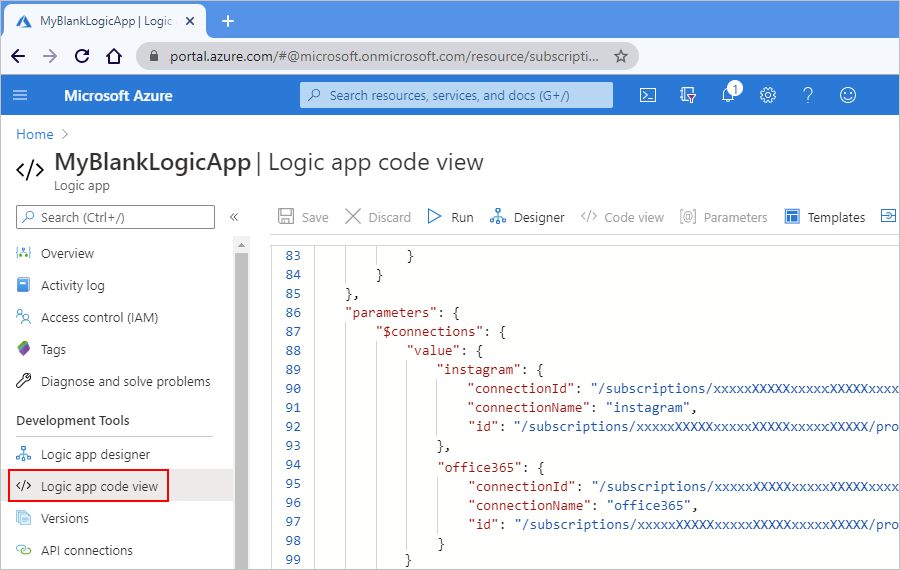 MyBlankLogicApp | Logic
portal.azure.com/#@microsoft.onmicrosoft.com/resource/subscripti...
Microsoft Azure
Search resources, services, and docs (G+/)
1
Home
MyBlankLogicApp | Logic app code view
Logic app
Search (Ctrl+/)
Save
Discard
Run
Designer
Code view
Parameters
Templates
Overview
Activity log
Access control (IAM)
Tags
Diagnose and solve problems
Development Tools
Logic app designer
Logic app code view
Versions
API connections
83 }
84 }
85 },
86 "parameters": {
87 "$connections": {
88 "value": {
89 "instagram": {
90 "connectionId": "/subscriptions/xxxxxXXXXXxxxxxXXXXXxxxx
91 "connectionName": "instagram",
92 "id": "/subscriptions/xxxxxXXXXXxxxxxXXXXXxxxxxXXXXX/pro
93 },
94 "office365": {
95 "connectionId": "/subscriptions/xxxxxXXXXXxxxxxXXXXXxxxx
96 "connectionName": "office365",
97 "id": "/subscriptions/xxxxxXXXXXxxxxxXXXXXxxxxxXXXXX/pro
98 }
99 }